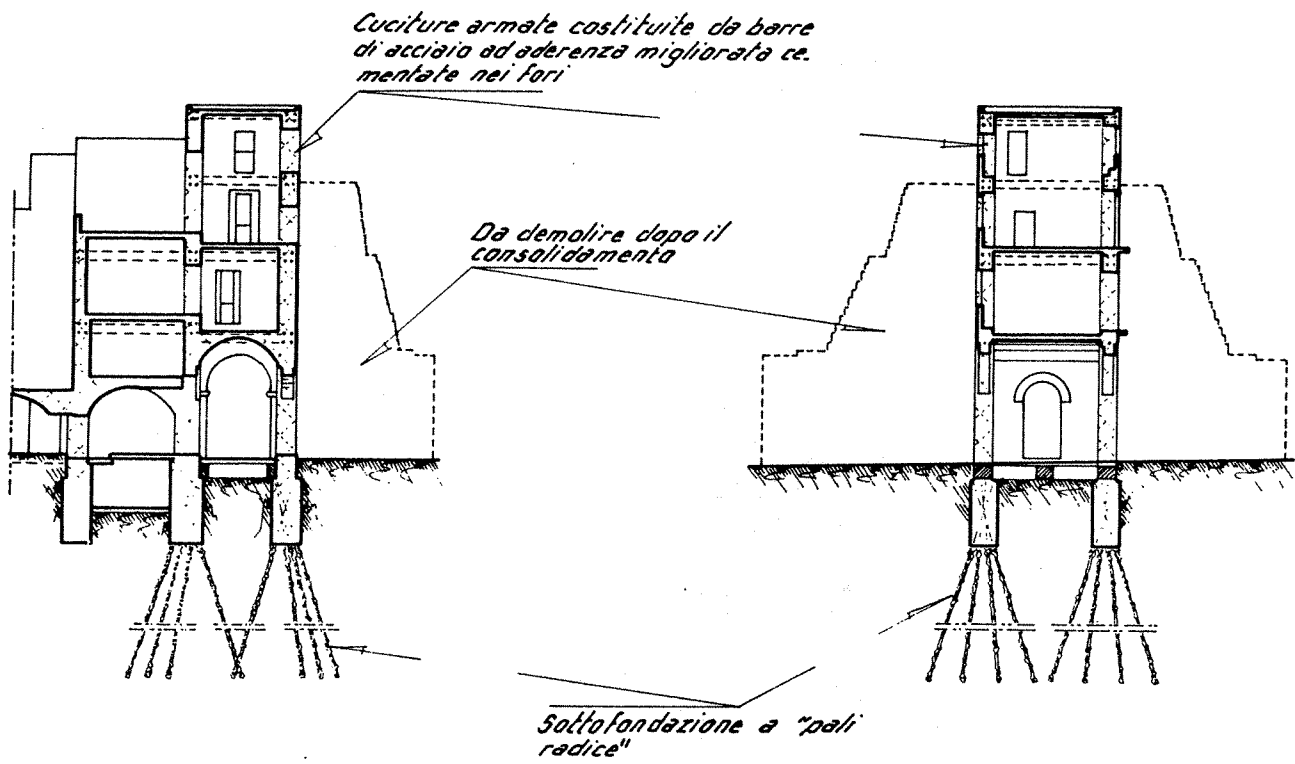 Cuciture armate costituite da barre
di acciaio ad aderenza migliorata ce-
mentate nei fori
Da demolire dopo il
consolidamento
Sottofondazione a "pali
radice"